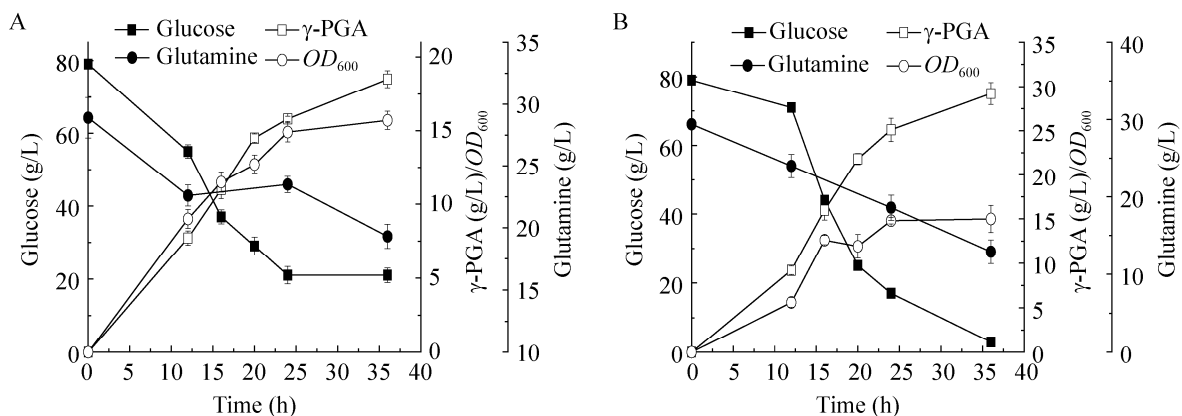 A
Glucose
γ-PGA
Glutamine
OD600
80
60
40
20
0
Glucose (g/L)
20
15
10
5
0
γ-PGA (g/L)/OD600
35
30
25
20
15
10
Glutamine (g/L)
0 5 10 15 20 25 30 35 40
Time (h)
B
Glucose
γ-PGA
Glutamine
OD600
80
60
40
20
0
Glucose (g/L)
35
30
25
20
15
10
5
0
γ-PGA (g/L)/OD600
40
30
20
10
0
Glutamine (g/L)
0 5 10 15 20 25 30 35 40
Time (h)